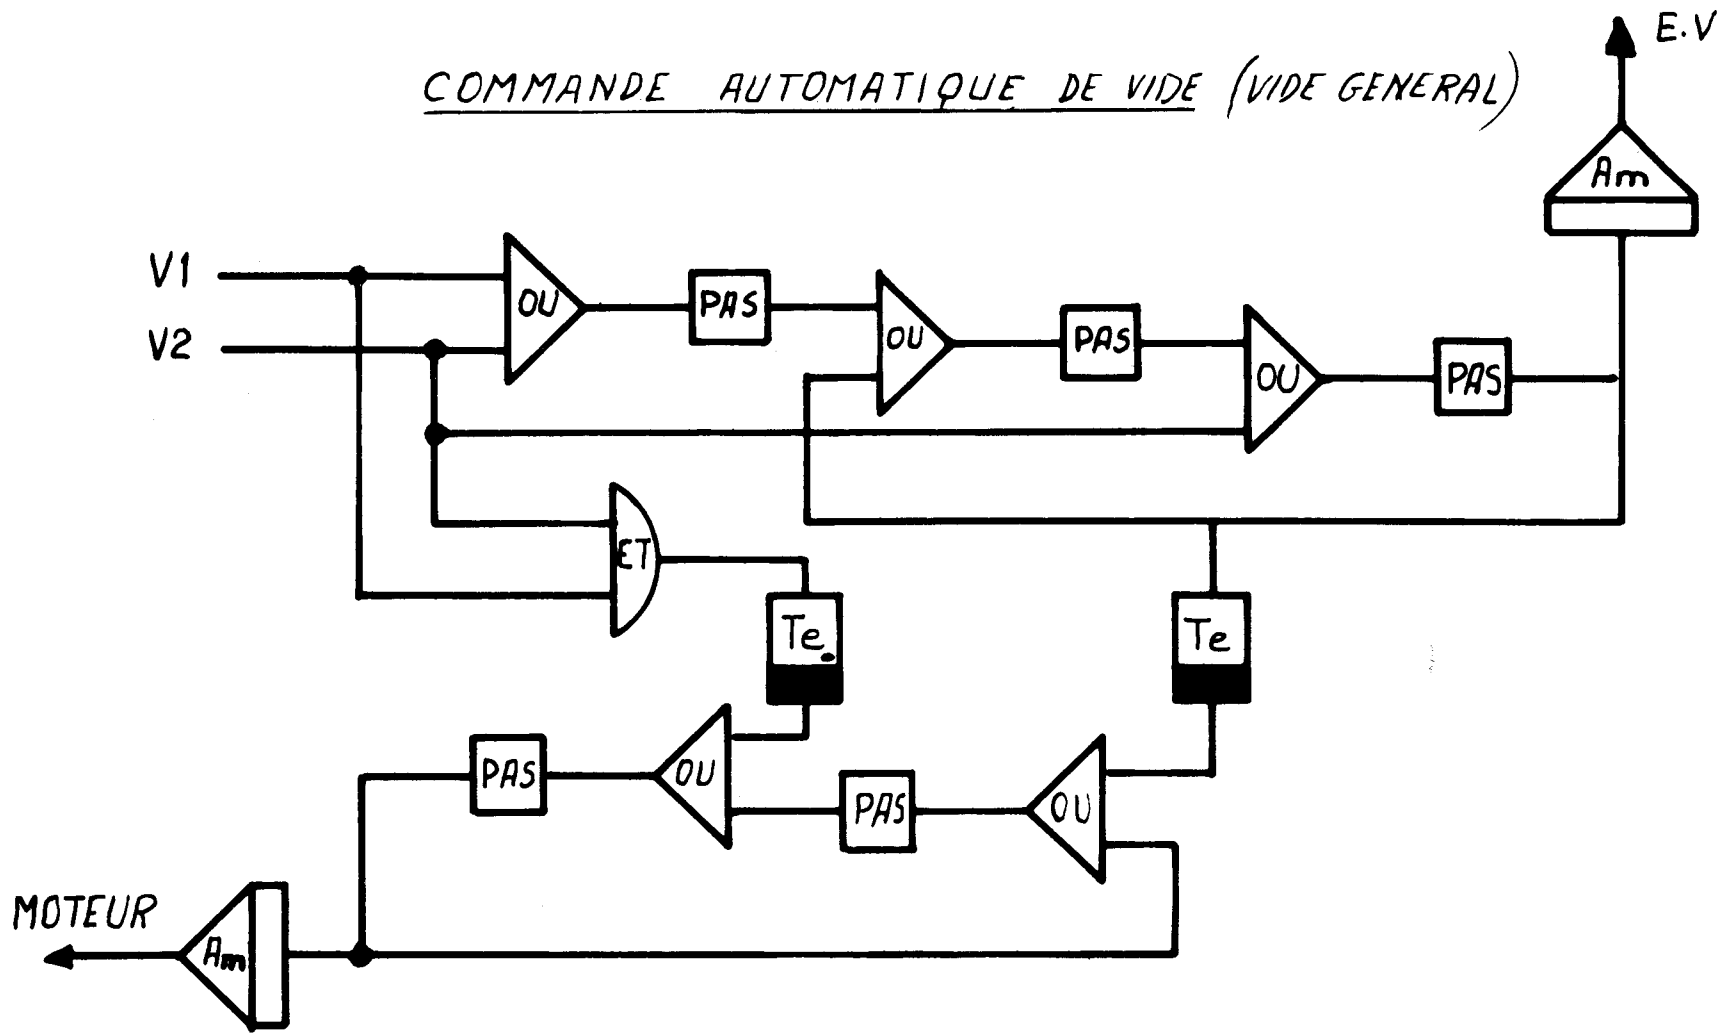 E.V
COMMANDE AUTOMATIQUE DE VIDE (VIDE GENERAL)
Am
V1
OU
PAS
OU
PAS
V2
OU
PAS
ET
Te.
Te
PAS
OU
PAS
OU
MOTEUR
Am